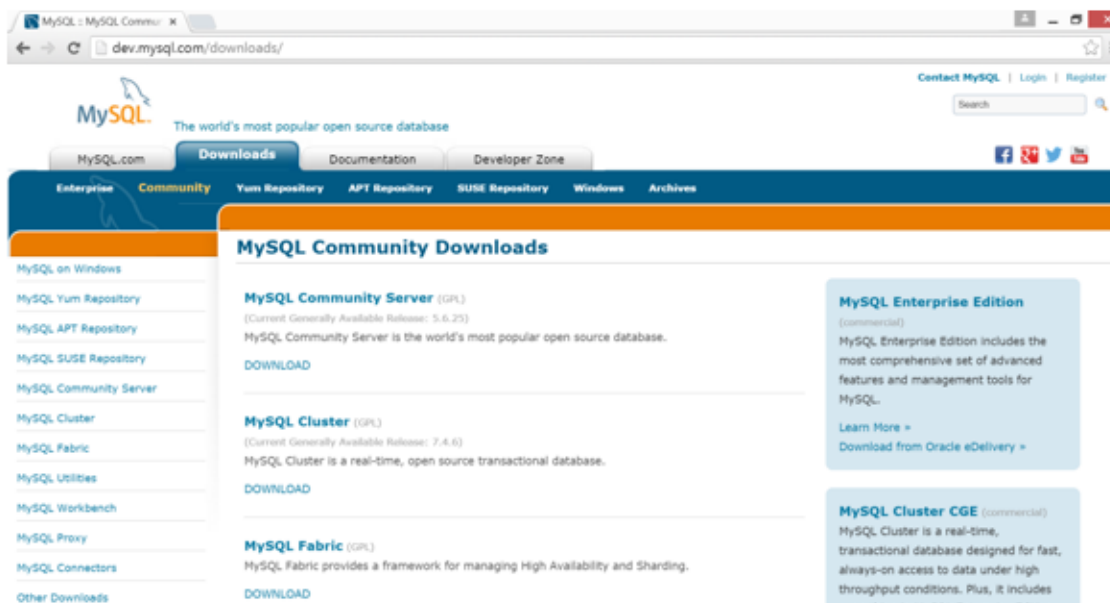 MySQL :: MySQL Commur
dev.mysql.com/downloads/
Contact MySQL | Login | Register
Search
MySQL
The world's most popular open source database
MySQL.com Downloads Documentation Developer Zone
Enterprise Community Yum Repository APT Repository SUSE Repository Windows Archives
MySQL Community Downloads
MySQL on Windows
MySQL Yum Repository
MySQL APT Repository
MySQL SUSE Repository
MySQL Community Server
MySQL Cluster
MySQL Fabric
MySQL Utilities
MySQL Workbench
MySQL Proxy
MySQL Connectors
Other Downloads
MySQL Community Server (GPL)
(Current Generally Available Release: 5.6.25)
MySQL Community Server is the world's most popular open source database.
DOWNLOAD
MySQL Cluster (GPL)
(Current Generally Available Release: 7.4.6)
MySQL Cluster is a real-time, open source transactional database.
DOWNLOAD
MySQL Fabric (GPL)
MySQL Fabric provides a framework for managing High Availability and Sharding.
DOWNLOAD
MySQL Enterprise Edition
(commercial)
MySQL Enterprise Edition includes the
most comprehensive set of advanced
features and management tools for
MySQL.
Learn More »
Download from Oracle eDelivery »
MySQL Cluster CGE (commercial)
MySQL Cluster is a real-time,
transactional database designed for fast,
always-on access to data under high
throughput conditions. Plus, it includes